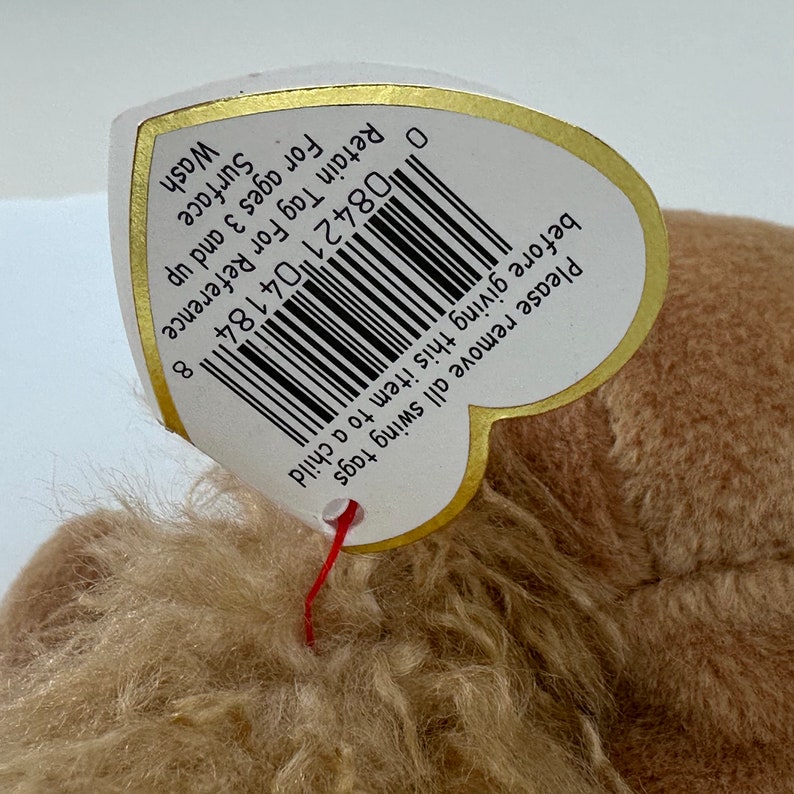 Please remove all swing tags
before giving this item to a child
0 08421 04184 8
Retain Tag For Reference
For ages 3 and up
Surface
Wash